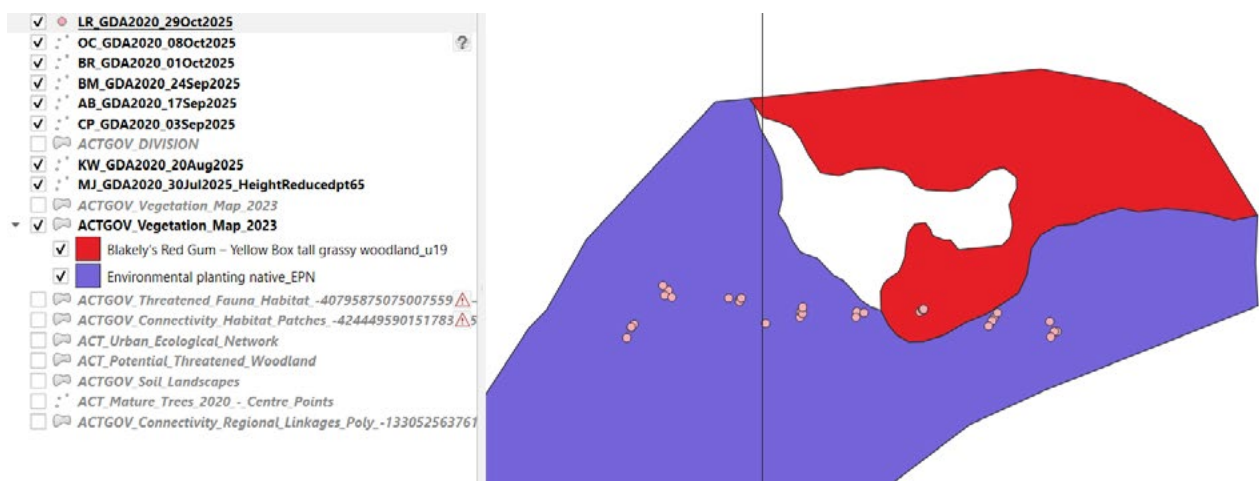 LR_GDA2020_29Oct2025
OC_GDA2020_08Oct2025
?
BR_GDA2020_01Oct2025
BM_GDA2020_24Sep2025
AB_GDA2020_17Sep2025
CP_GDA2020_03Sep2025
ACTGOV_DIVISION
KW_GDA2020_20Aug2025
MJ_GDA2020_30Jul2025_HeightReducedpt65
ACTGOV_Vegetation_Map_2023
ACTGOV_Vegetation_Map_2023
Blakely's Red Gum – Yellow Box tall grassy woodland_u19
Environmental planting native_EPN
ACTGOV_Threatened_Fauna_Habitat_-40795875075007559
ACTGOV_Connectivity_Habitat_Patches_-424449590151783
ACT_Urban_Ecological_Network
ACT_Potential_Threatened_Woodland
ACTGOV_Soil_Landscapes
ACT_Mature_Trees_2020_-_Centre_Points
ACTGOV_Connectivity_Regional_Linkages_Poly_-133052563761